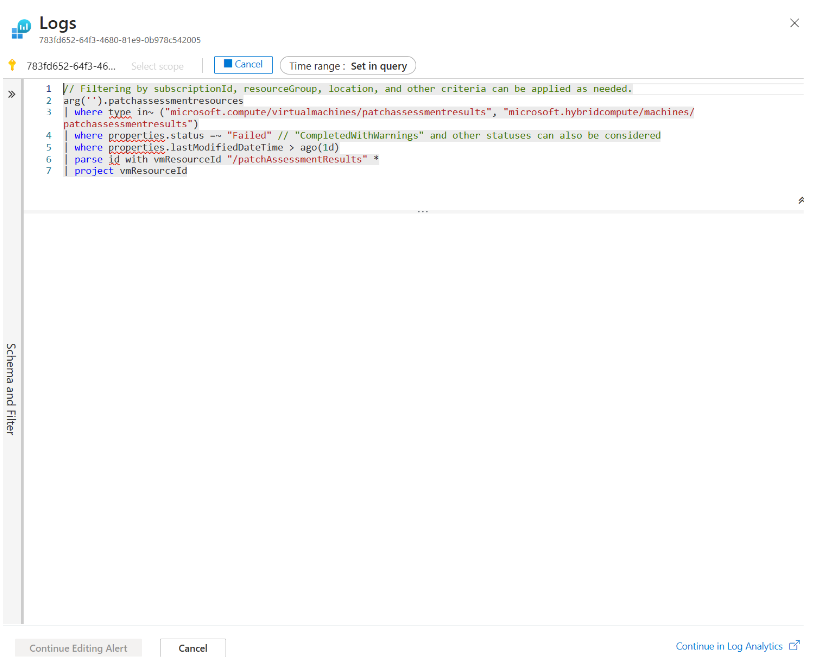 Logs
783fd652-64f3-4680-81e9-0b978c542005
783fd652-64f3-46... Select scope Cancel Time range : Set in query
1 // Filtering by subscriptionId, resourceGroup, location, and other criteria can be applied as needed.
2 arg('').patchassessmentresources
3 | where type in~ ("microsoft.compute/virtualmachines/patchassessmentresults", "microsoft.hybridcompute/machines/
patchassessmentresults")
4 | where properties.status =~ "Failed" // "CompletedWithWarnings" and other statuses can also be considered
5 | where properties.lastModifiedDateTime > ago(1d)
6 | parse id with vmResourceId "/patchAssessmentResults" *
7 | project vmResourceId
...
Schema and Filter
Continue Editing Alert Cancel Continue in Log Analytics